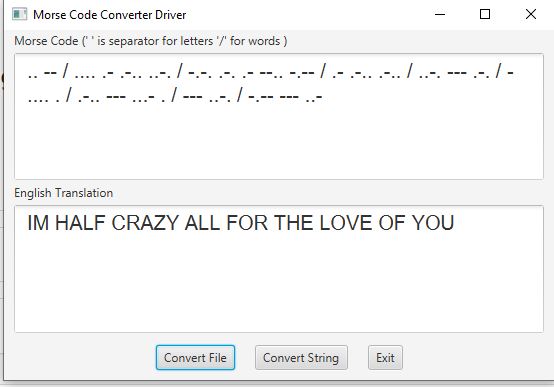 Morse Code Converter Driver
Morse Code (' ' is separator for letters '/' for words )
.. -- / .... .- .-.. ..-. / -.-. .-. .- --.. -.-- / .- .-.. .-.. / ..-. --- .-. / -
.... . / .-.. --- ...- . / --- ..-. / -.-- --- ..-
English Translation
IM HALF CRAZY ALL FOR THE LOVE OF YOU
Convert File Convert String Exit